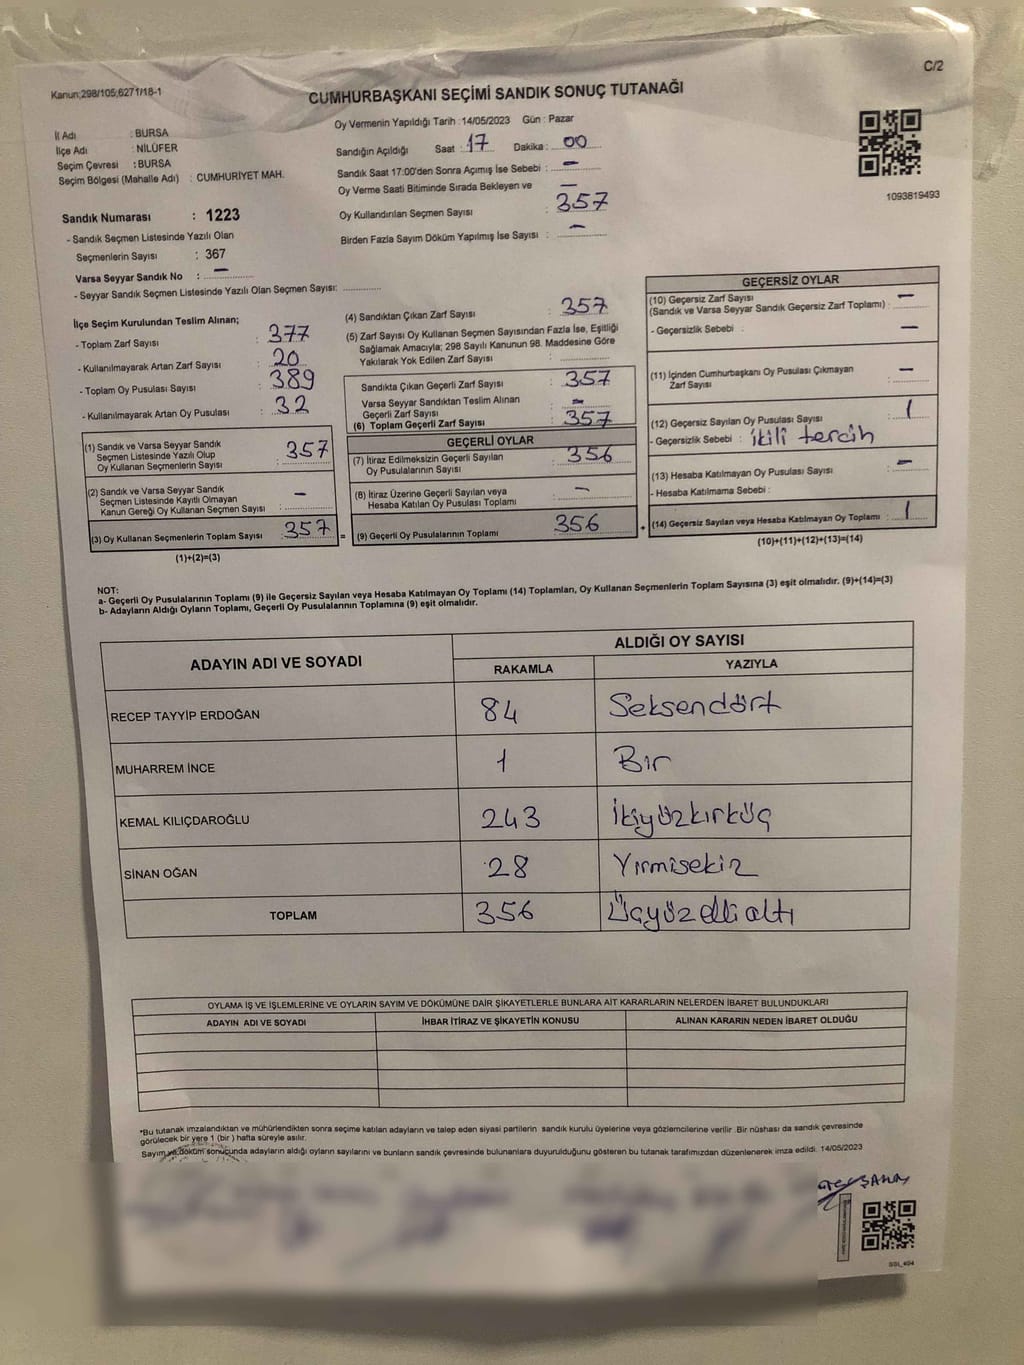 C/2
Kanun;298/105;6271/18-1
CUMHURBAŞKANI SEÇİMİ SANDIK SONUÇ TUTANAĞI
İl Adı : BURSA
İlçe Adı : NİLÜFER
Seçim Çevresi : BURSA
Seçim Bölgesi (Mahalle Adı) : CUMHURİYET MAH.
Sandık Numarası : 1223
- Sandık Seçmen Listesinde Yazılı Olan
Seçmenlerin Sayısı : 367
Varsa Seyyar Sandık No : —
- Seyyar Sandık Seçmen Listesinde Yazılı Olan Seçmen Sayısı:
Oy Vermenin Yapıldığı Tarih : 14/05/2023 Gün : Pazar
Sandığın Açıldığı Saat : 17 Dakika : 00
Sandık Saat 17:00'den Sonra Açımış İse Sebebi : —
Oy Verme Saati Bitiminde Sırada Bekleyen ve —
Oy Kullandırılan Seçmen Sayısı : 357
Birden Fazla Sayım Döküm Yapılmış İse Sayısı : —
1093819493
İlçe Seçim Kurulundan Teslim Alınan;
- Toplam Zarf Sayısı : 377
- Kullanılmayarak Artan Zarf Sayısı : 20
- Toplam Oy Pusulası Sayısı : 389
- Kullanılmayarak Artan Oy Pusulası : 32
(1) Sandık ve Varsa Seyyar Sandık
Seçmen Listesinde Yazılı Olup
Oy Kullanan Seçmenlerin Sayısı : 357
(2) Sandık ve Varsa Seyyar Sandık
Seçmen Listesinde Kayıtlı Olmayan
Kanun Gereği Oy Kullanan Seçmen Sayısı : —
(3) Oy Kullanan Seçmenlerin Toplam Sayısı : 357
(1)+(2)=(3)
=
(4) Sandıktan Çıkan Zarf Sayısı : 357
(5) Zarf Sayısı Oy Kullanan Seçmen Sayısından Fazla İse, Eşitliği
Sağlamak Amacıyla; 298 Sayılı Kanunun 98. Maddesine Göre
Yakılarak Yok Edilen Zarf Sayısı :
Sandıkta Çıkan Geçerli Zarf Sayısı : 357
Varsa Seyyar Sandıktan Teslim Alınan
Geçerli Zarf Sayısı : —
(6) Toplam Geçerli Zarf Sayısı : 357
GEÇERLİ OYLAR
(7) İtiraz Edilmeksizin Geçerli Sayılan
Oy Pusulalarının Sayısı : 356
(8) İtiraz Üzerine Geçerli Sayılan veya
Hesaba Katılan Oy Pusulası Toplamı : —
(9) Geçerli Oy Pusulalarının Toplamı : 356
+
GEÇERSİZ OYLAR
(10) Geçersiz Zarf Sayısı
(Sandık ve Varsa Seyyar Sandık Geçersiz Zarf Toplamı) : —
- Geçersizlik Sebebi : —
(11) İçinden Cumhurbaşkanı Oy Pusulası Çıkmayan
Zarf Sayısı : —
(12) Geçersiz Sayılan Oy Pusulası Sayısı : 1
- Geçersizlik Sebebi : ikili tercih
(13) Hesaba Katılmayan Oy Pusulası Sayısı : —
- Hesaba Katılmama Sebebi :
(14) Geçersiz Sayılan veya Hesaba Katılmayan Oy Toplamı : 1
(10)+(11)+(12)+(13)=(14)
NOT:
a- Geçerli Oy Pusulalarının Toplamı (9) ile Geçersiz Sayılan veya Hesaba Katılmayan Oy Toplamı (14) Toplamları, Oy Kullanan Seçmenlerin Toplam Sayısına (3) eşit olmalıdır. (9)+(14)=(3)
b- Adayların Aldığı Oyların Toplamı, Geçerli Oy Pusulalarının Toplamına (9) eşit olmalıdır.
ADAYIN ADI VE SOYADI
ALDIĞI OY SAYISI
RAKAMLA YAZIYLA
RECEP TAYYİP ERDOĞAN 84 Seksendört
MUHARREM İNCE 1 Bir
KEMAL KILIÇDAROĞLU 243 İkiyüzkırküç
SİNAN OĞAN 28 Yirmisekiz
TOPLAM 356 Üçyüzellialtı
OYLAMA İŞ VE İŞLEMLERİNE VE OYLARIN SAYIM VE DÖKÜMÜNE DAİR ŞİKAYETLERLE BUNLARA AİT KARARLARIN NELERDEN İBARET BULUNDUKLARI
ADAYIN ADI VE SOYADI İHBAR İTİRAZ VE ŞİKAYETİN KONUSU ALINAN KARARIN NEDEN İBARET OLDUĞU
*Bu tutanak imzalandıktan ve mühürlendikten sonra seçime katılan adayların ve talep eden siyasi partilerin sandık kurulu üyelerine veya gözlemcilerine verilir .Bir nüshası da sandık çevresinde
görülecek bir yere 1 (bir ) hafta süreyle asılır.
Sayım ve döküm sonucunda adayların aldığı oyların sayılarını ve bunların sandık çevresinde bulunanlara duyurulduğunu gösteren bu tutanak tarafımızdan düzenlenerek imza edildi. 14/05/2023